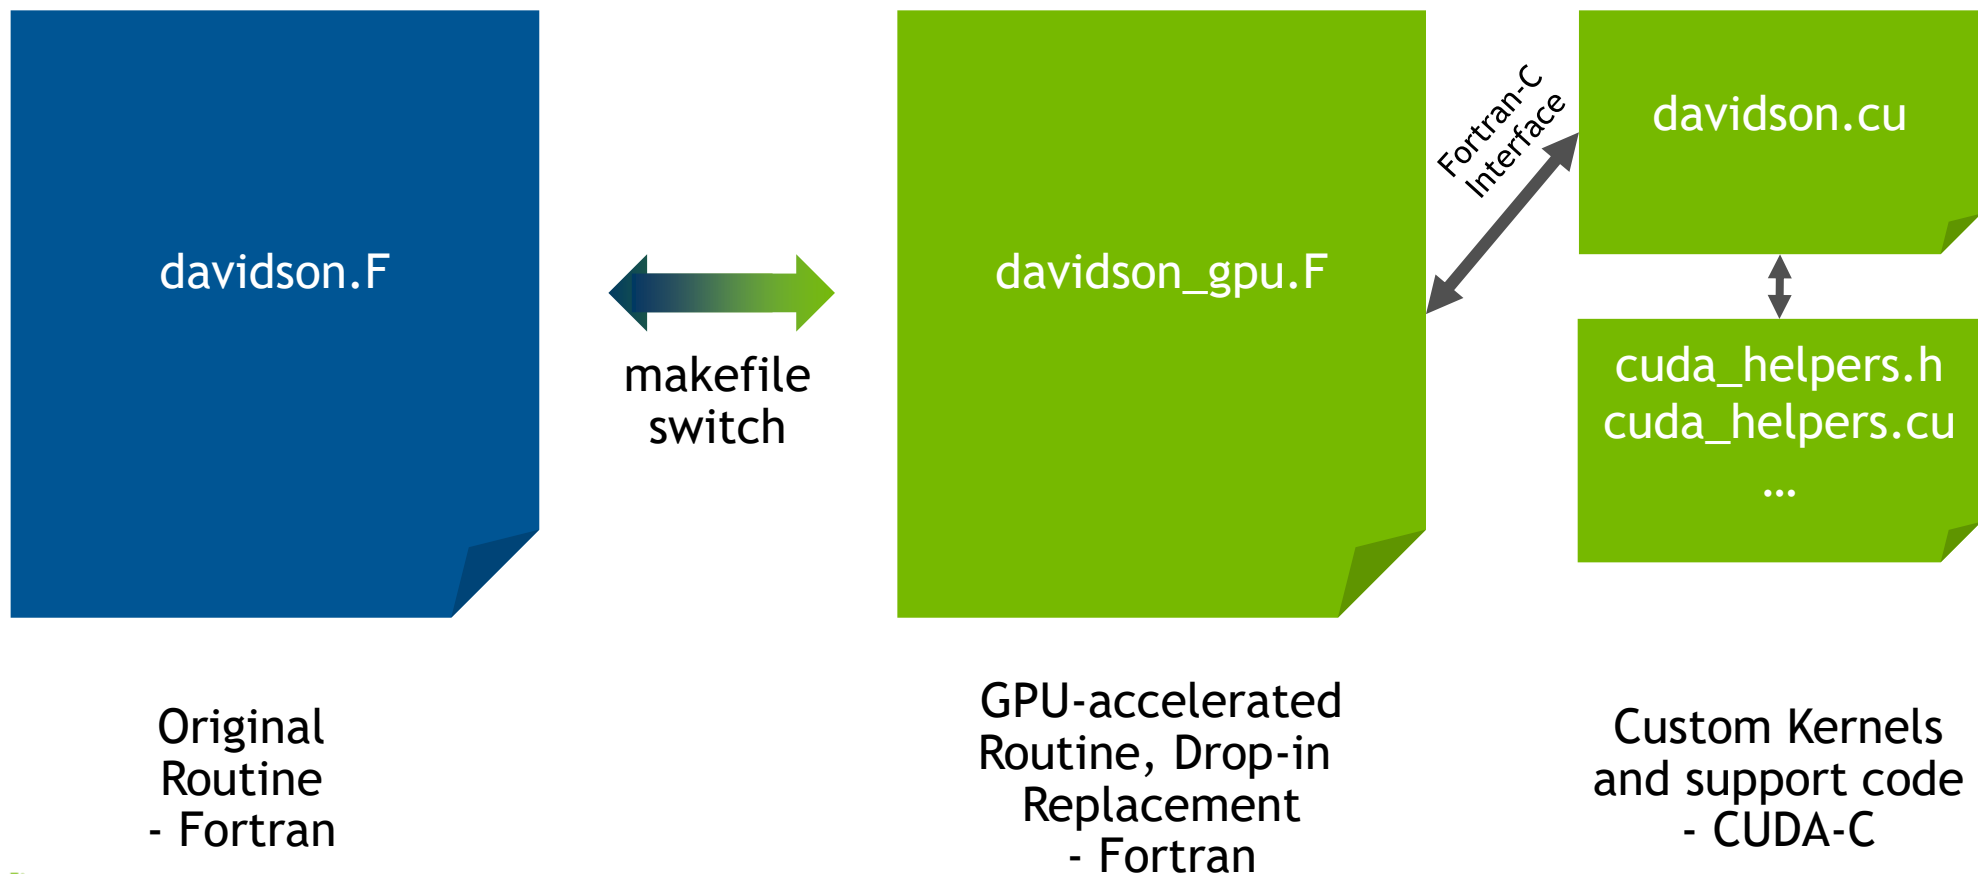 davidson.F
makefile
switch
davidson_gpu.F
Fortran-C
Interface
davidson.cu
cuda_helpers.h
cuda_helpers.cu
...
Original
Routine
- Fortran
GPU-accelerated
Routine, Drop-in
Replacement
- Fortran
Custom Kernels
and support code
- CUDA-C